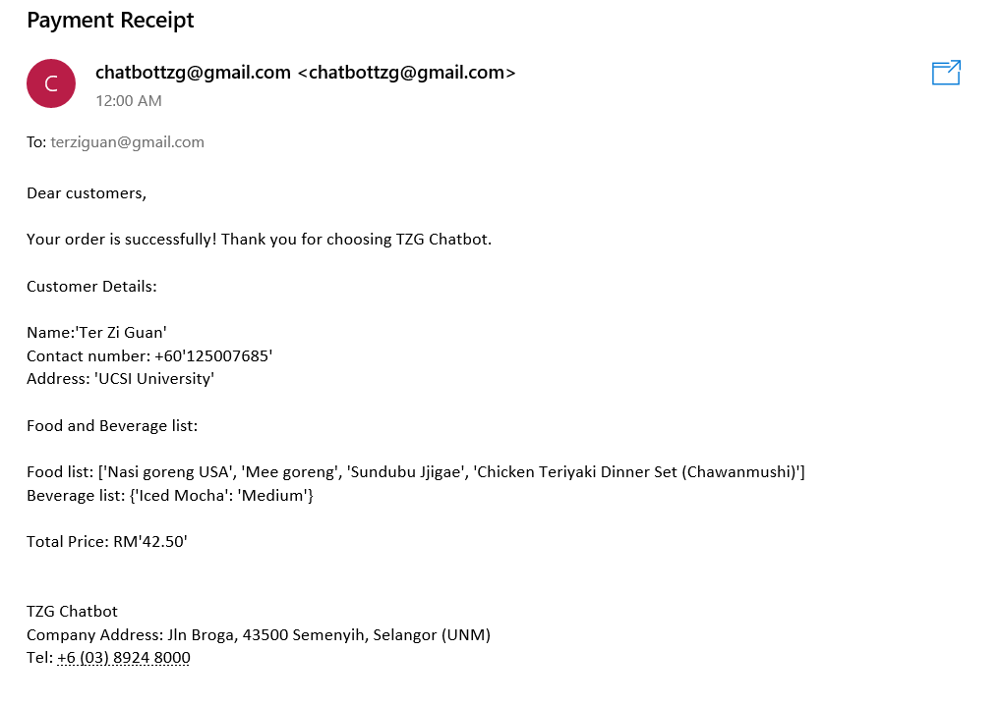 Payment Receipt
C
chatbottzg@gmail.com <chatbottzg@gmail.com>
12:00 AM
To: terziguan@gmail.com
Dear customers,
Your order is successfully! Thank you for choosing TZG Chatbot.
Customer Details:
Name:'Ter Zi Guan'
Contact number: +60'125007685'
Address: 'UCSI University'
Food and Beverage list:
Food list: ['Nasi goreng USA', 'Mee goreng', 'Sundubu Jjigae', 'Chicken Teriyaki Dinner Set (Chawanmushi)']
Beverage list: {'Iced Mocha': 'Medium'}
Total Price: RM'42.50'
TZG Chatbot
Company Address: Jln Broga, 43500 Semenyih, Selangor (UNM)
Tel: +6 (03) 8924 8000